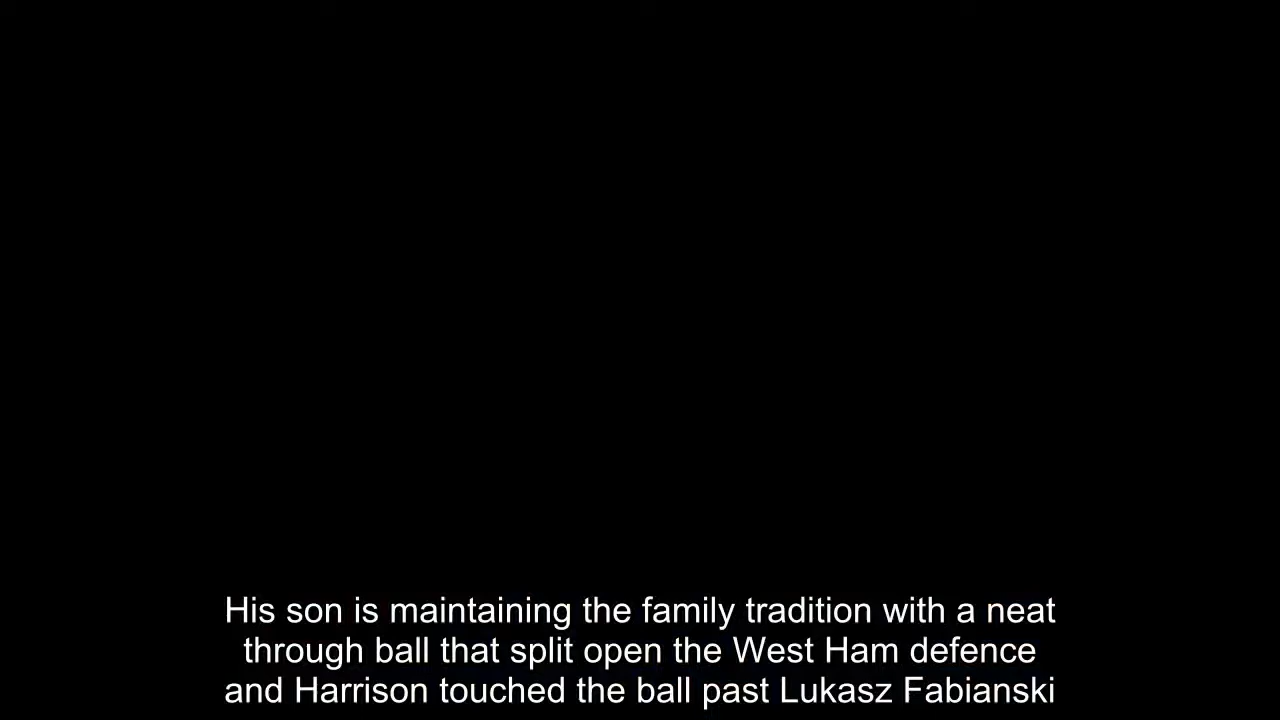 His son is maintaining the family tradition with a neat
through ball that split open the West Ham defence
and Harrison touched the ball past Lukasz Fabianski